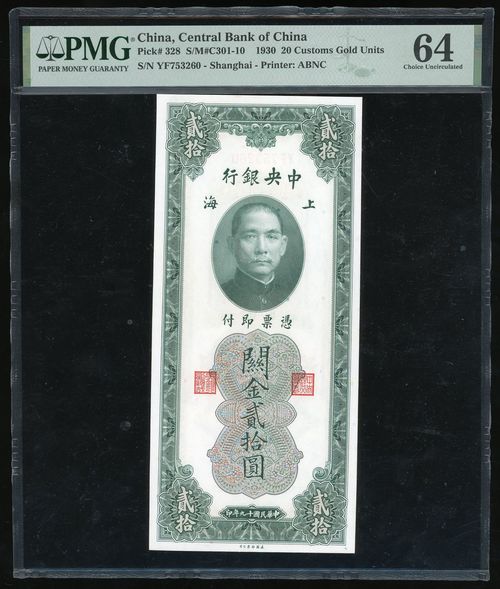 PMG
PAPER MONEY GUARANTY
China, Central Bank of China
Pick# 328 S/M#C301-10 1930 20 Customs Gold Units
S/N YF753260 - Shanghai - Printer: ABNC
64
Choice Uncirculated
貳拾 貳拾
行銀央中
海 上
付即票憑
關金貳拾圓
貳拾 貳拾
印年九十國民華中